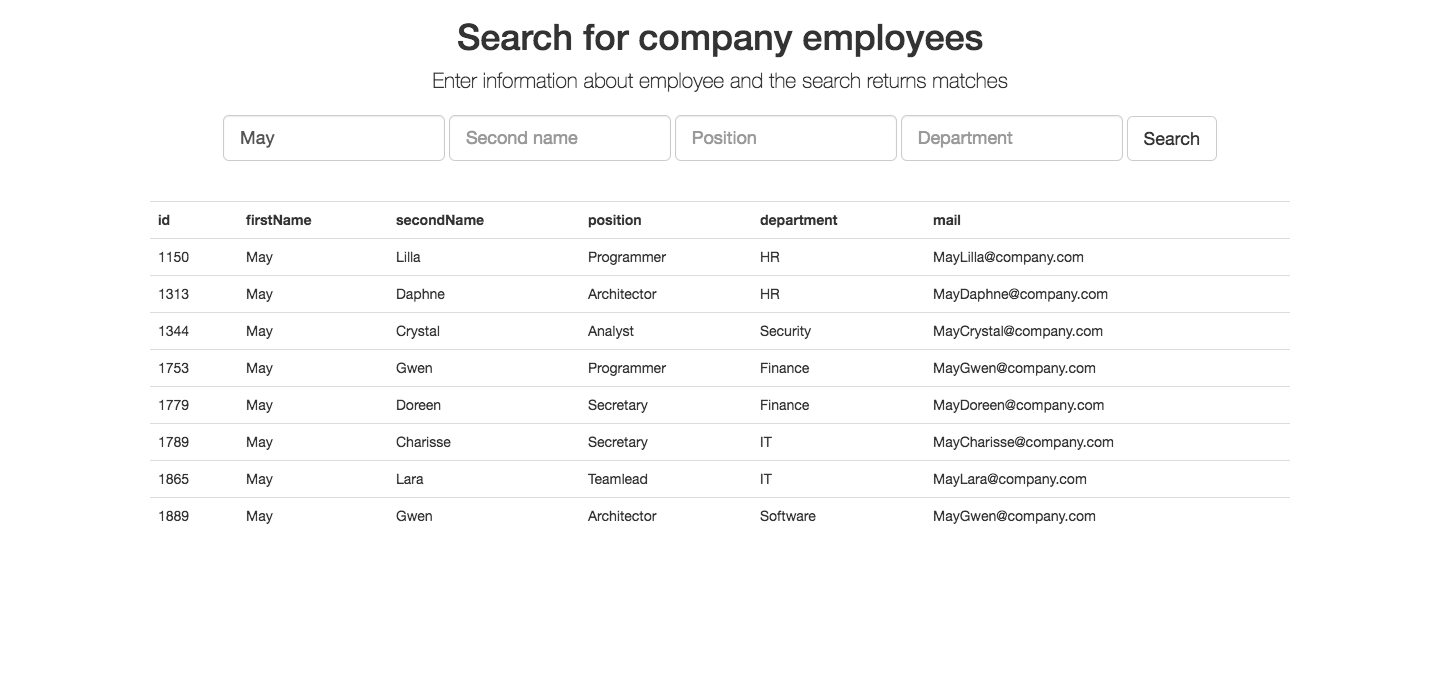 Search for company employees
Enter information about employee and the search returns matches
May Second name Position Department Search
id firstName secondName position department mail
1150 May Lilla Programmer HR MayLilla@company.com
1313 May Daphne Architector HR MayDaphne@company.com
1344 May Crystal Analyst Security MayCrystal@company.com
1753 May Gwen Programmer Finance MayGwen@company.com
1779 May Doreen Secretary Finance MayDoreen@company.com
1789 May Charisse Secretary IT MayCharisse@company.com
1865 May Lara Teamlead IT MayLara@company.com
1889 May Gwen Architector Software MayGwen@company.com